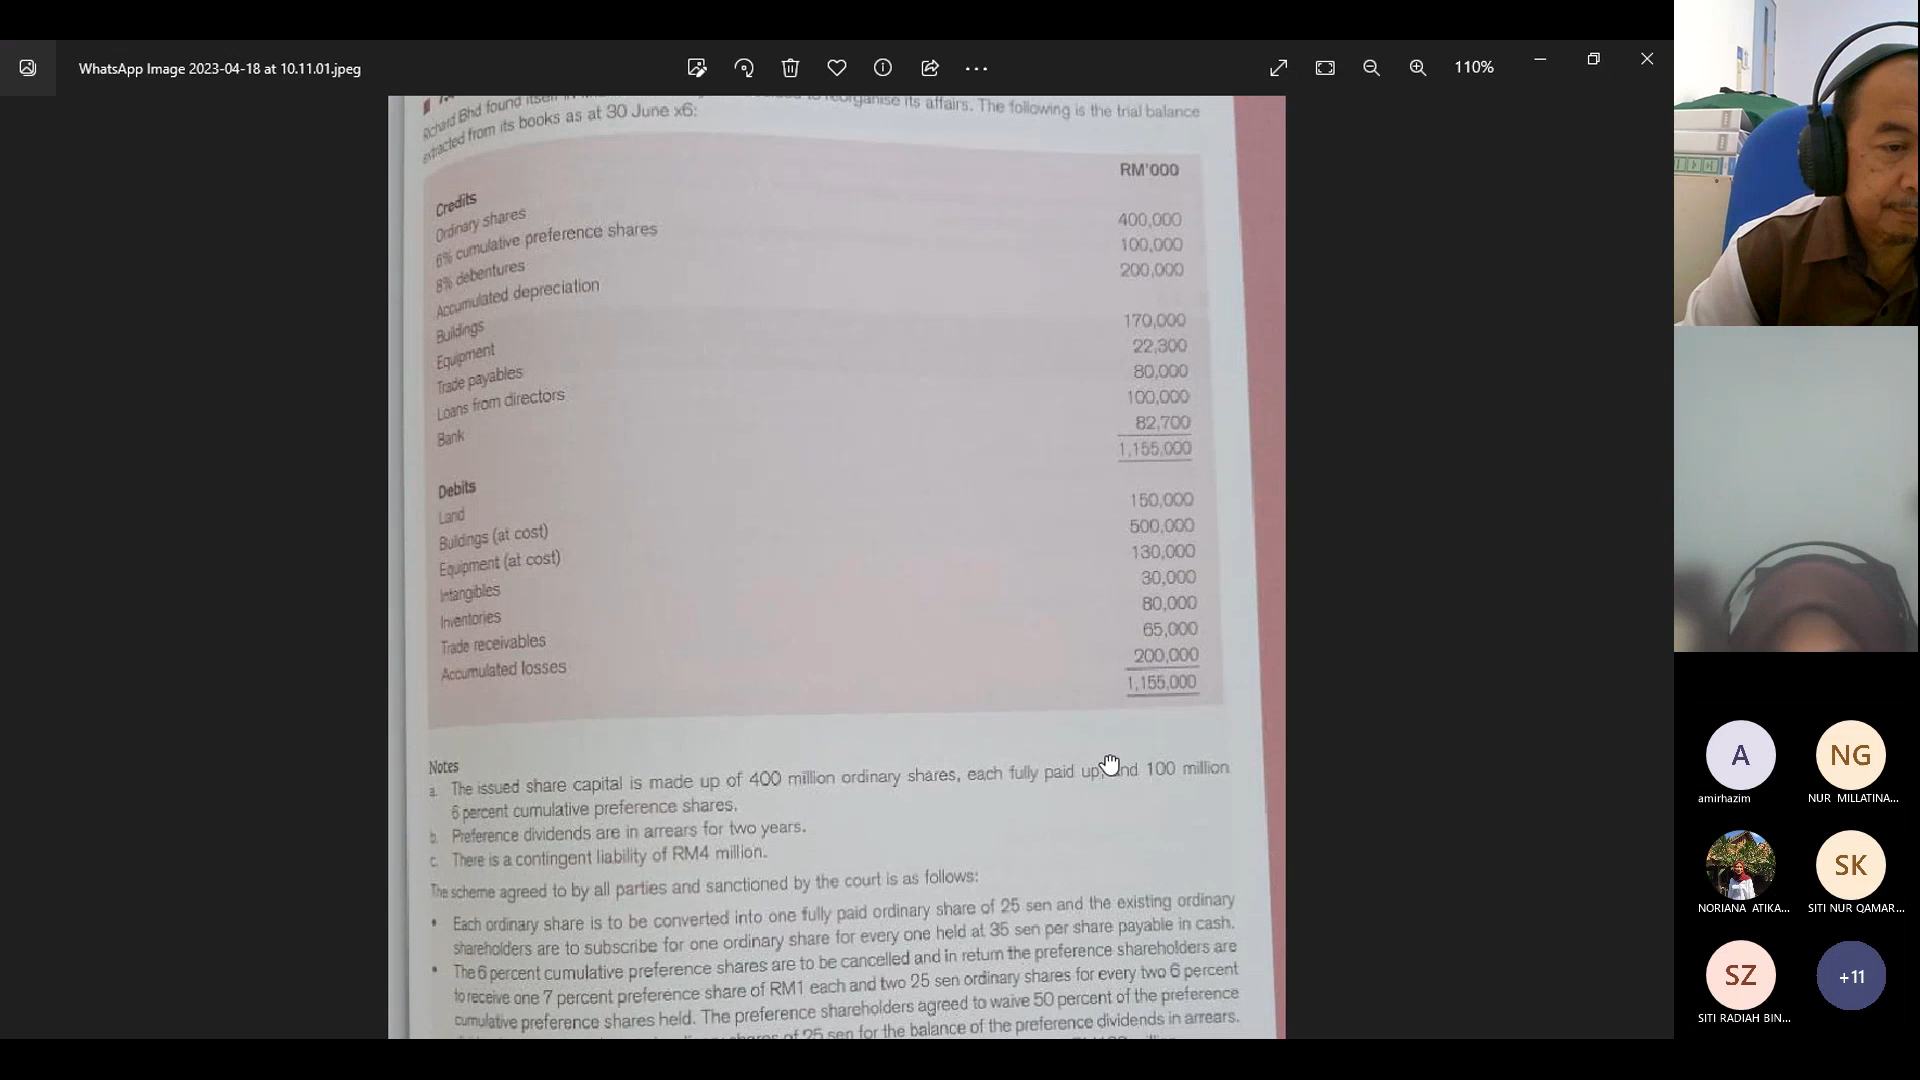 WhatsApp Image 2023-04-18 at 10.11.01.jpeg
110%
Richard Bhd found itself in reorganise its affairs. The following is the trial balance
extracted from its books as at 30 June x6:
RM'000
Credits
Ordinary shares 400,000
6% cumulative preference shares 100,000
8% debentures 200,000
Accumulated depreciation
Buildings 170,000
Equipment 22,300
Trade payables 80,000
Loans from directors 100,000
Bank 82,700
1,155,000
Debits
Land 150,000
Buildings (at cost) 500,000
Equipment (at cost) 130,000
Intangibles 30,000
Inventories 80,000
Trade receivables 65,000
Accumulated losses 200,000
1,155,000
Notes
a. The issued share capital is made up of 400 million ordinary shares, each fully paid up, and 100 million
6 percent cumulative preference shares.
b. Preference dividends are in arrears for two years.
c. There is a contingent liability of RM4 million.
The scheme agreed to by all parties and sanctioned by the court is as follows:
• Each ordinary share is to be converted into one fully paid ordinary share of 25 sen and the existing ordinary
shareholders are to subscribe for one ordinary share for every one held at 35 sen per share payable in cash.
• The 6 percent cumulative preference shares are to be cancelled and in return the preference shareholders are
to receive one 7 percent preference share of RM1 each and two 25 sen ordinary shares for every two 6 percent
cumulative preference shares held. The preference shareholders agreed to waive 50 percent of the preference
shares of 25 sen for the balance of the preference dividends in arrears.
A
amirhazim
NG
NUR MILLATINA...
NORIANA ATIKA...
SK
SITI NUR QAMAR...
SZ
SITI RADIAH BIN...
+11